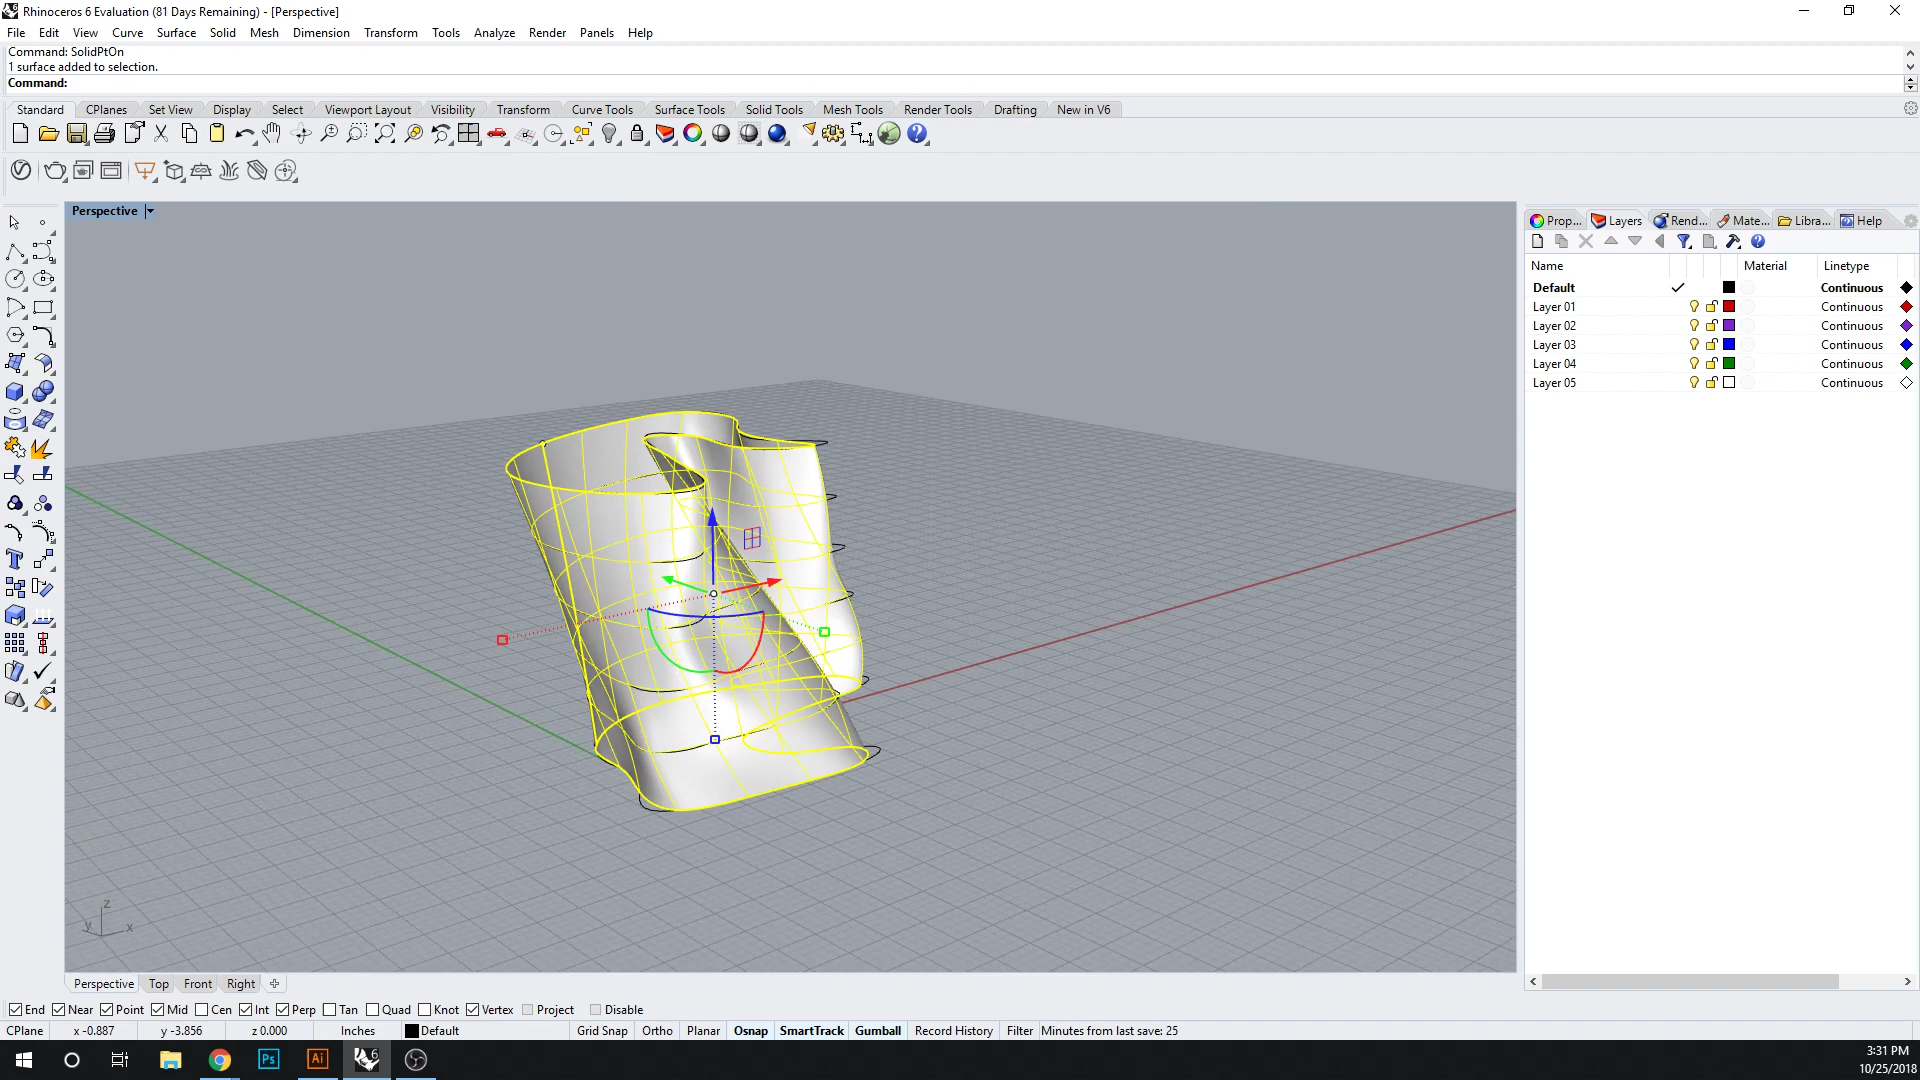 Rhinoceros 6 Evaluation (81 Days Remaining) - [Perspective]
File Edit View Curve Surface Solid Mesh Dimension Transform Tools Analyze Render Panels Help
Command: SolidPtOn
1 surface added to selection.
Command:
Standard CPlanes Set View Display Select Viewport Layout Visibility Transform Curve Tools Surface Tools Solid Tools Mesh Tools Render Tools Drafting New in V6
Perspective
Prop... Layers Rend... Mate... Libra... Help
Name Material Linetype
Default Continuous
Layer 01 Continuous
Layer 02 Continuous
Layer 03 Continuous
Layer 04 Continuous
Layer 05 Continuous
z
y x
Perspective Top Front Right
End Near Point Mid Cen Int Perp Tan Quad Knot Vertex Project Disable
CPlane x -0.887 y -3.856 z 0.000 Inches Default Grid Snap Ortho Planar Osnap SmartTrack Gumball Record History Filter Minutes from last save: 25
Ps Ai 6
3:31 PM
10/25/2018